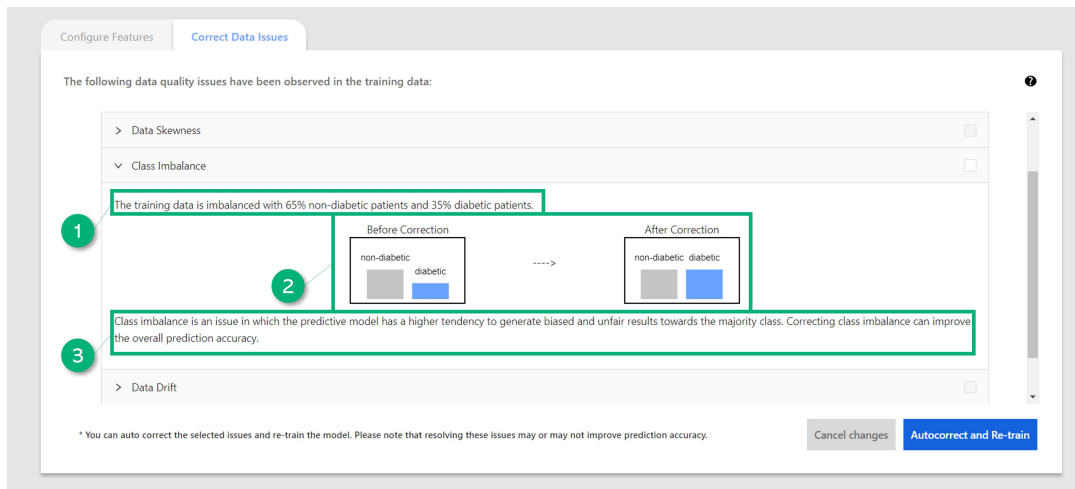 Configure Features Correct Data Issues
The following data quality issues have been observed in the training data:
?
> Data Skewness
Class Imbalance
The training data is imbalanced with 65% non-diabetic patients and 35% diabetic patients.
1
Before Correction After Correction
non-diabetic
diabetic
---->
non-diabetic diabetic
2
Class imbalance is an issue in which the predictive model has a higher tendency to generate biased and unfair results towards the majority class. Correcting class imbalance can improve
the overall prediction accuracy.
3
> Data Drift
* You can auto correct the selected issues and re-train the model. Please note that resolving these issues may or may not improve prediction accuracy.
Cancel changes Autocorrect and Re-train